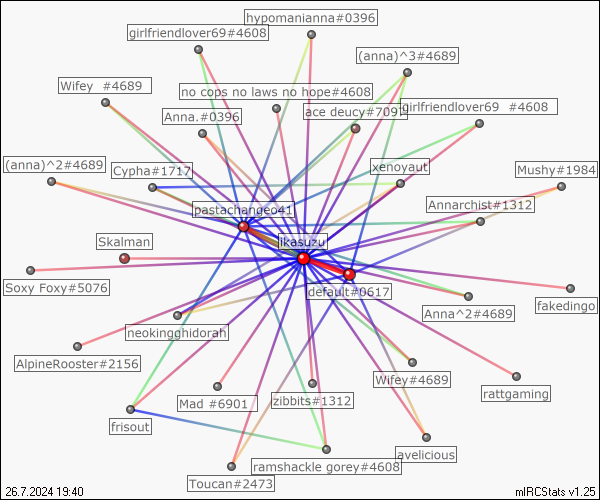 hypomanianna#0396
girlfriendlover69#4608
(anna)^3#4689
Wifey  #4689
no cops no laws no hope#4608
ace deucy#709
girlfriendlover69  #4608
Anna.#0396
(anna)^2#4689
Cypha#1717
xenoyaut
Mushy#1984
pastachangeo41
Annarchist#1312
Skalman
ikasuzu
Soxy Foxy#5076
default#0617
fakedingo
Anna^2#4689
neokingghidorah
AlpineRooster#2156
Wifey#4689
rattgaming
Mad #6901
zibbits#1312
frisout
avelicious
ramshackle gorey#4608
Toucan#2473
26.7.2024 19:40
mIRCStats v1.25